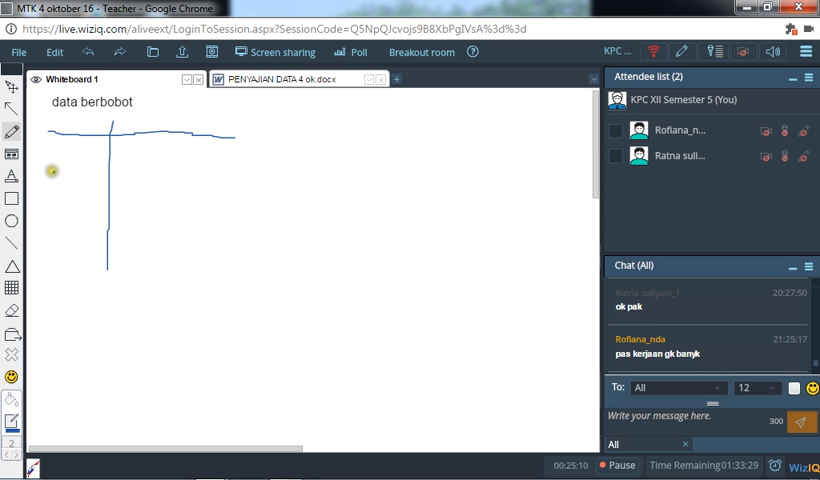 MTK 4 oktober 16 - Teacher - Google Chrome
https://live.wiziq.com/aliveext/LoginToSession.aspx?SessionCode=Q5NpQJcvojs9B8XbPgIVsA%3d%3d
File Edit Screen sharing Poll Breakout room ? KPC ...
Whiteboard 1
PENYAJIAN DATA 4 ok.docx
Attendee list (2)
data berbobot
KPC XII Semester 5 (You)
Rofiana_n...
Ratna suli...
Chat (All)
Ratna suliyani_1 20:27:50
ok pak
Rofiana_nda 21:25:17
pas kerjaan gk banyk
To: All 12
Write your message here. 300
All
2
00:25:10 Pause Time Remaining 01:33:29 WizIQ